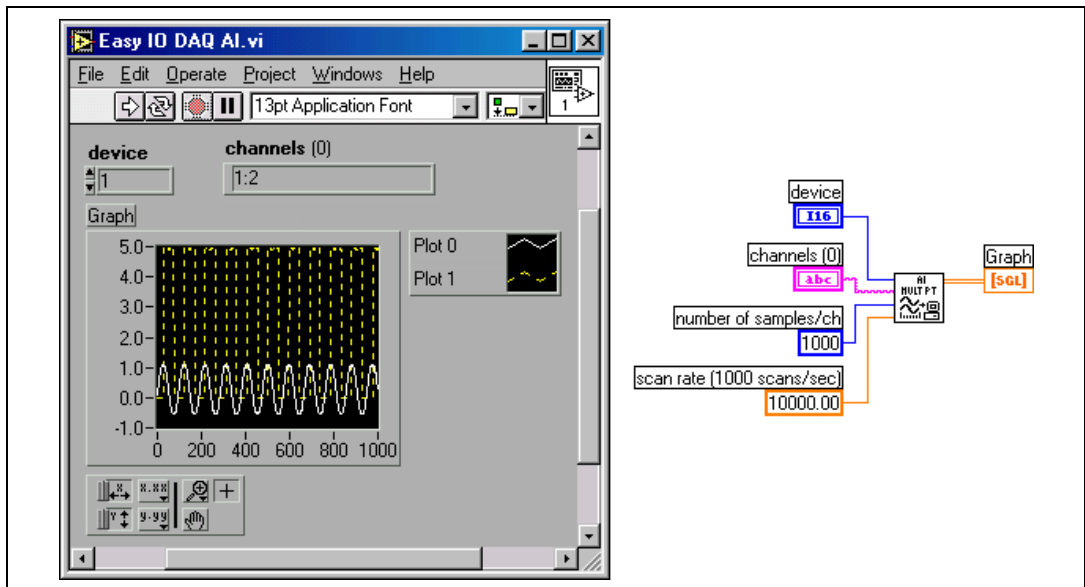 Easy IO DAQ AI.vi
File Edit Operate Project Windows Help
13pt Application Font
1
device
channels (0)
1
1:2
Graph
5.0
4.0
3.0
2.0
1.0
0.0
-1.0
0 200 400 600 800 1000
Plot 0
Plot 1
x.xx
y.yy
device
I16
channels (0)
abc
number of samples/ch
1000
scan rate (1000 scans/sec)
10000.00
AI
MULT PT
Graph
[SGL]